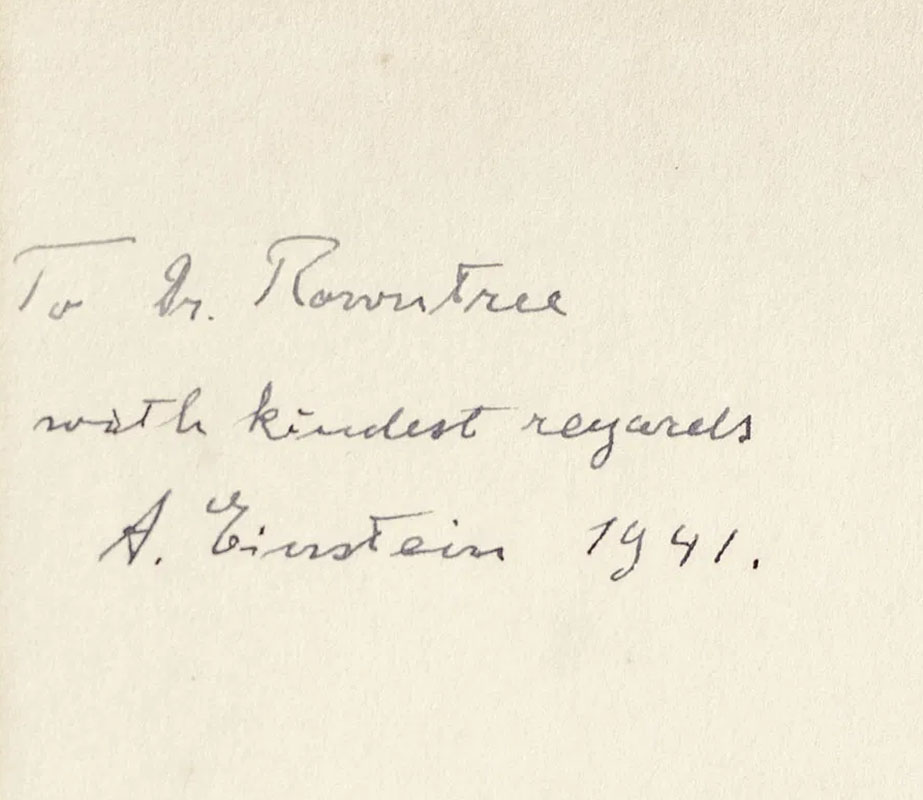 To Dr. Rowntree
with kindest regards
A. Einstein 1941.